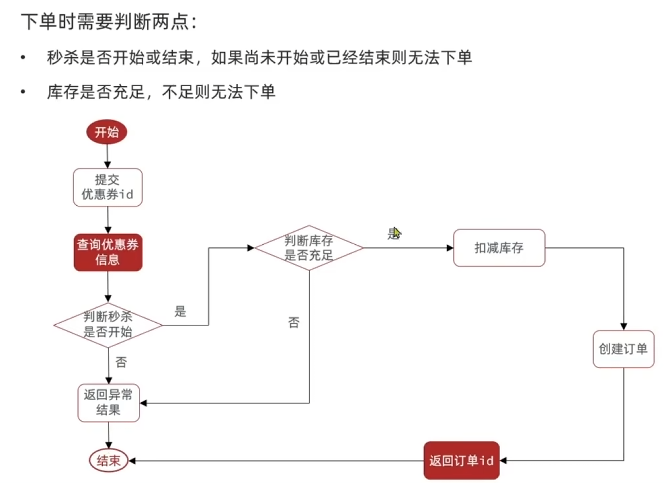 下单时需要判断两点：
• 秒杀是否开始或结束，如果尚未开始或已经结束则无法下单
• 库存是否充足，不足则无法下单
开始
提交
优惠券id
查询优惠券
信息
判断秒杀
是否开始
是
否
返回异常
结果
结束
判断库存
是否充足
是
否
扣减库存
创建订单
返回订单id